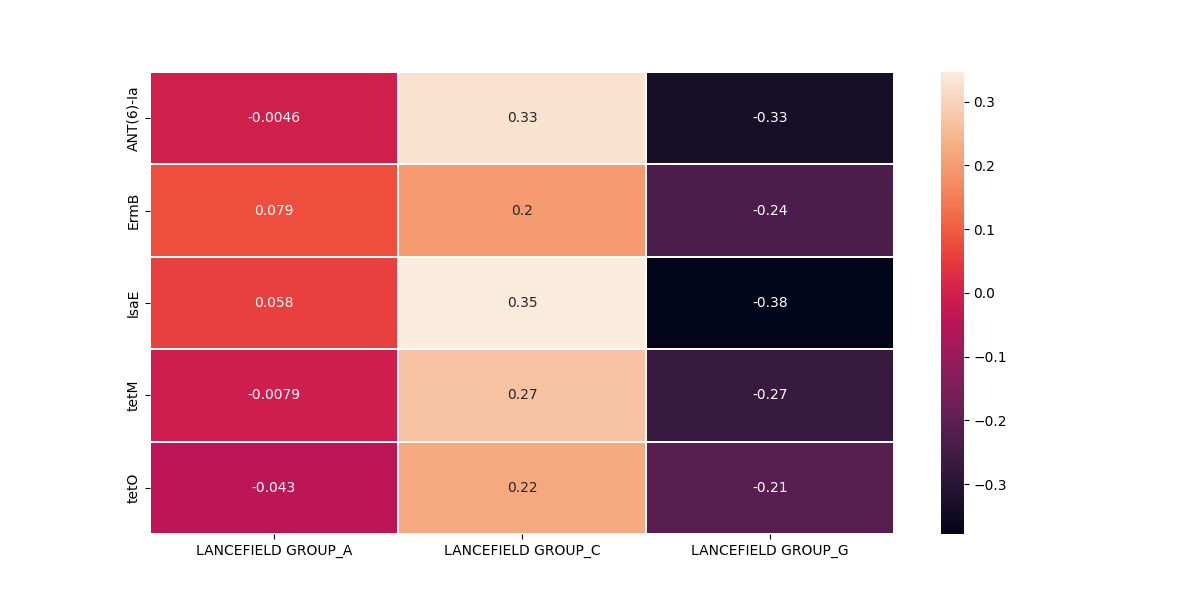 ANT(6)-Ia -0.0046 0.33 -0.33
ErmB 0.079 0.2 -0.24
lsaE 0.058 0.35 -0.38
tetM -0.0079 0.27 -0.27
tetO -0.043 0.22 -0.21
LANCEFIELD GROUP_A LANCEFIELD GROUP_C LANCEFIELD GROUP_G
0.3
0.2
0.1
0.0
−0.1
−0.2
−0.3